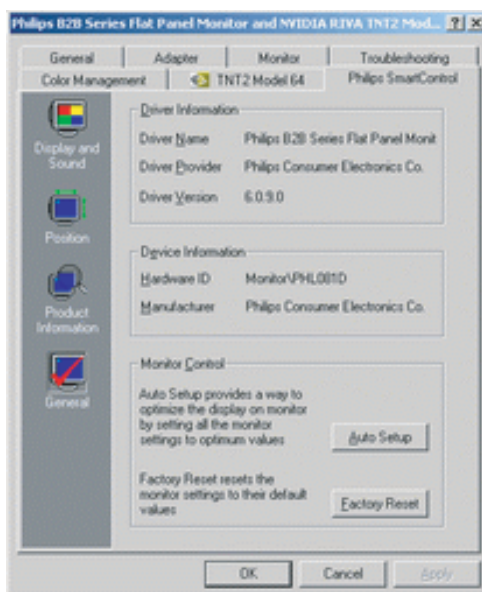 Philips B2B Series Flat Panel Monitor and NVIDIA RIVA TNT2 Mod...
General
Adapter
Monitor
Troubleshooting
Color Management
TNT2 Model 64
Philips SmartControl
Display and
Sound
Position
Product
Information
General
Driver Information
Driver Name
Philips B2B Series Flat Panel Monit
Driver Provider
Philips Consumer Electronics Co.
Driver Version
6.0.9.0
Device Information
Hardware ID
Monitor\PHL081D
Manufacturer
Philips Consumer Electronics Co.
Monitor Control
Auto Setup provides a way to
optimize the display on monitor
by setting all the monitor
settings to optimum values
Auto Setup
Factory Reset resets the
monitor settings to their default
values
Factory Reset
OK
Cancel
Apply